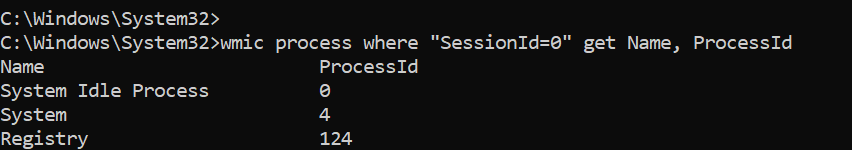 C:\Windows\System32>
C:\Windows\System32>wmic process where "SessionId=0" get Name, ProcessId
Name                      ProcessId
System Idle Process       0
System                    4
Registry                  124